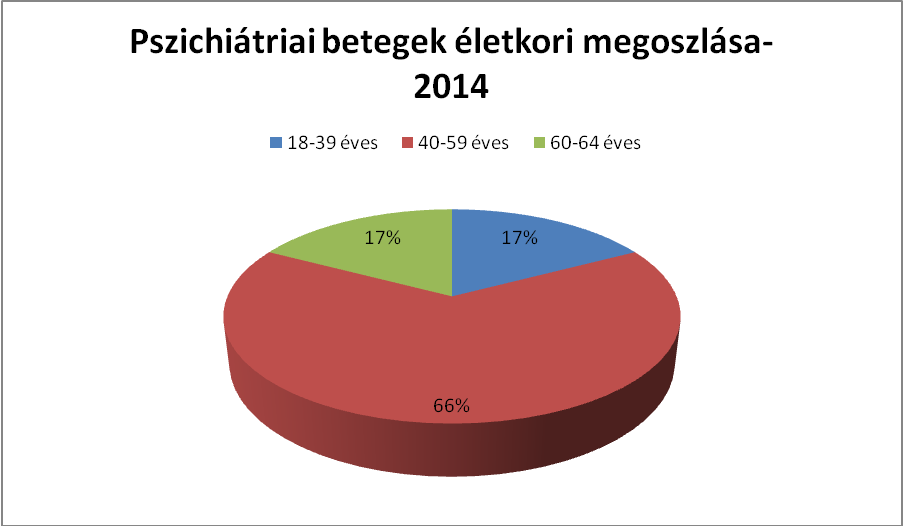 Pszichiátriai betegek életkori megoszlása-
2014
18-39 éves 40-59 éves 60-64 éves
17% 17%
66%